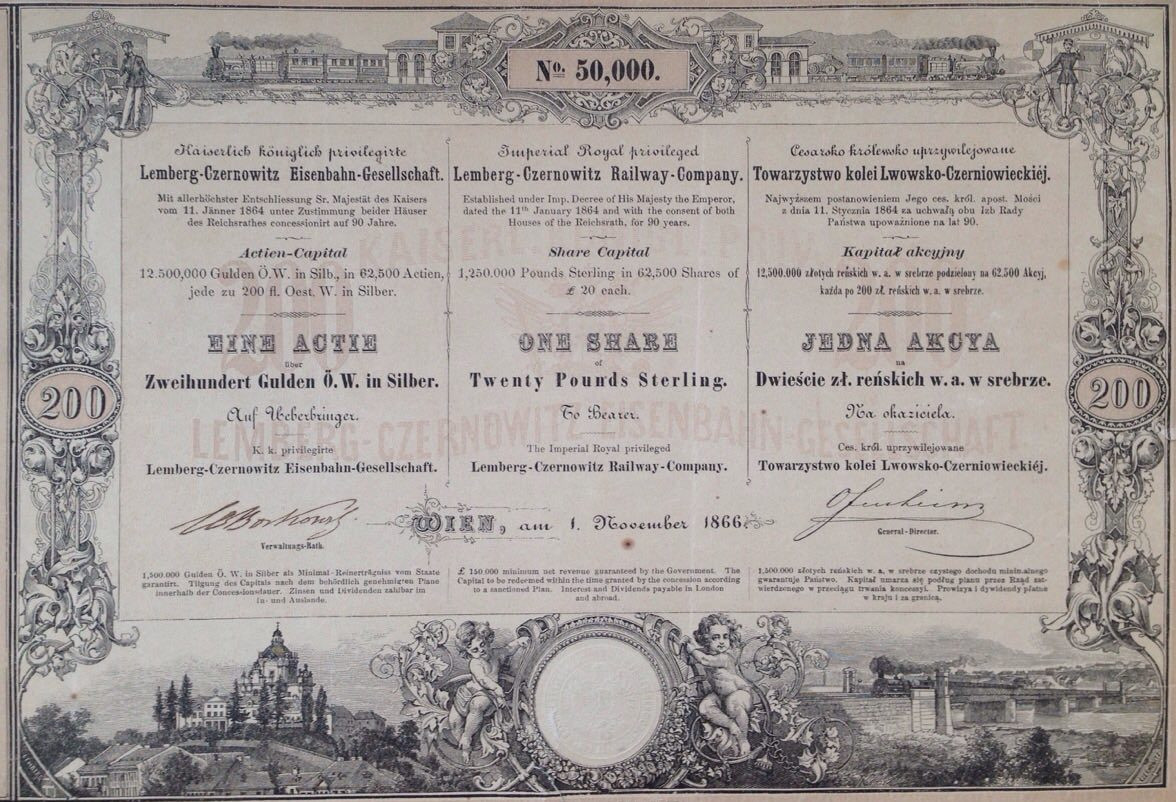 No. 50,000.
Kaiserlich königlich privilegirte
Lemberg-Czernowitz Eisenbahn-Gesellschaft.
Mit allerhöchster Entschliessung Sr. Majestät des Kaisers
vom 11. Jänner 1864 unter Zustimmung beider Häuser
des Reichsrathes concessionirt auf 90 Jahre.
Actien-Capital
12.500,000 Gulden Ö.W. in Silb., in 62,500 Actien,
jede zu 200 fl. Oest. W. in Silber.
EINE ACTIE
über
Zweihundert Gulden Ö.W. in Silber.
Auf Ueberbringer.
K. k. privilegirte
Lemberg-Czernowitz Eisenbahn-Gesellschaft.
Imperial Royal privileged
Lemberg-Czernowitz Railway-Company.
Established under Imp. Decree of His Majesty the Emperor,
dated the 11th January 1864 and with the consent of both
Houses of the Reichsrath, for 90 years.
Share Capital
1,250.000 Pounds Sterling in 62,500 Shares of
£ 20 each.
ONE SHARE
of
Twenty Pounds Sterling.
To Bearer.
The Imperial Royal privileged
Lemberg-Czernowitz Railway-Company.
Cesarsko królewsko uprzywilejowane
Towarzystwo kolei Lwowsko-Czerniowieckiéj.
Najwyższem postanowieniem Jego ces. król. apost. Mości
z dnia 11. Stycznia 1864 za uchwałą obu Izb Rady
Państwa upoważnione na lat 90.
Kapitał akcyjny
12,500.000 złotych reńskich w. a. w srebrze podzielony na 62.500 Akcyj,
każda po 200 zł. reńskich w. a. w srebrze.
JEDNA AKCYA
na
Dwieście zł. reńskich w. a. w srebrze.
Na okaziciela.
Ces. król. uprzywilejowane
Towarzystwo kolei Lwowsko-Czerniowieckiéj.
200
200
LEMBERG-CZERNOWITZ-EISENBAHN-GESELLSCHAFT
Verwaltungs-Rath.
WIEN, am 1. November 1866.
Ofenheim
General-Director.
1,500.000 Gulden Ö. W. in Silber als Minimal-Reinerträgniss vom Staate
garantirt. Tilgung des Capitals nach dem behördlich genehmigten Plane
innerhalb der Concessionsdauer. Zinsen und Dividenden zahlbar im
In- und Auslande.
£ 150.000 minimum net revenue guaranteed by the Government. The
Capital to be redeemed within the time granted by the concession according
to a sanctioned Plan. Interest and Dividends payable in London
and abroad.
1,500.000 złotych reńskich w. a. w srebrze czystego dochodu minimalnego
gwarantuje Państwo. Kapitał umarza się podług planu przez Rząd zat-
wierdzonego w przeciągu trwania koncessyi. Prowizya i dywidendy płatne
w kraju i za granicą.